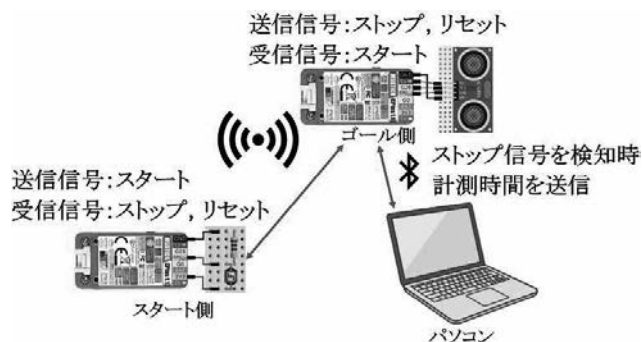 送信信号:ストップ, リセット
受信信号:スタート
ゴール側
ストップ信号を検知時
計測時間を送信
送信信号:スタート
受信信号:ストップ, リセット
スタート側
パソコン